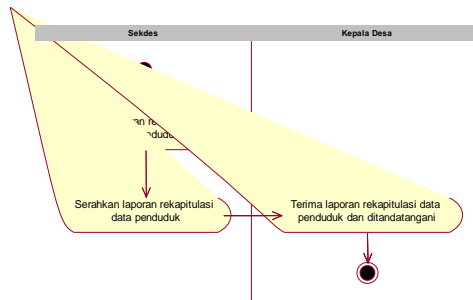 Sekdes
Kepala Desa
Serahkan laporan rekapitulasi
data penduduk
Terima laporan rekapitulasi data
penduduk dan ditandatangani